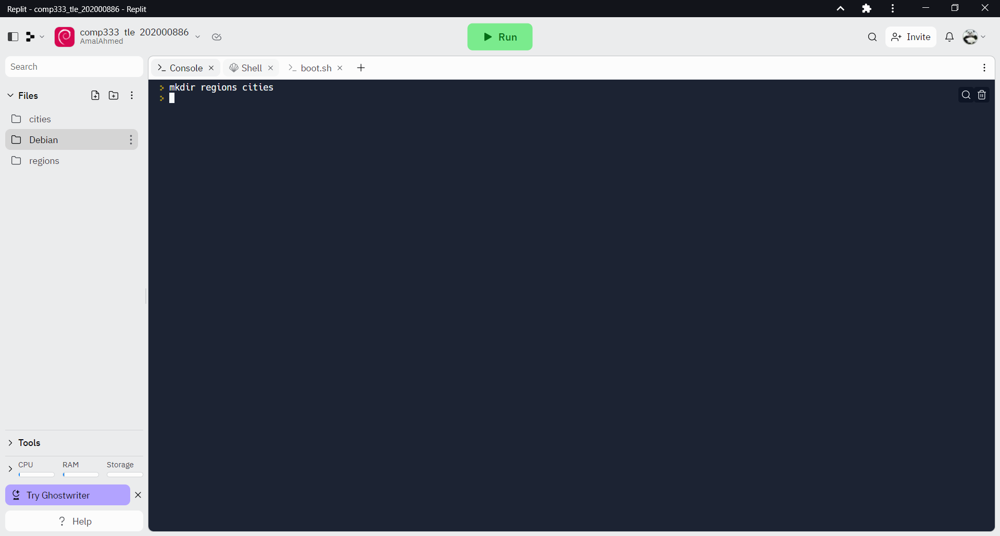 Replit - comp333_tle_202000886 - Replit
comp333_tle_202000886
AmalAhmed
Run
Invite
Search
Files
cities
Debian
regions
Console
Shell
boot.sh
> mkdir regions cities
>
Tools
CPU RAM Storage
Try Ghostwriter
? Help